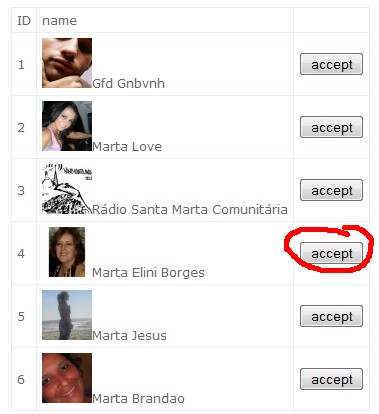 ID name
1 Gfd Gnbvnh accept
2 Marta Love accept
3 Rádio Santa Marta Comunitária accept
4 Marta Elini Borges accept
5 Marta Jesus accept
6 Marta Brandao accept